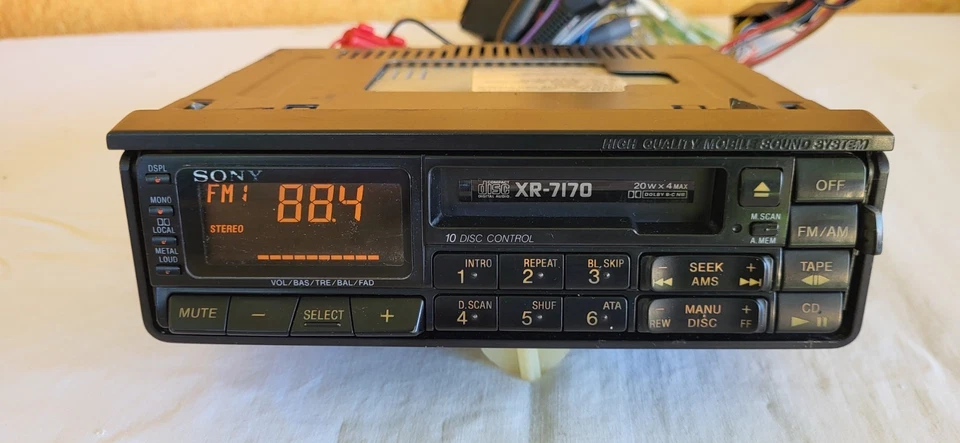 HIGH QUALITY MOBILE SOUND SYSTEM
DSPL
SONY
FM1 88.4
STEREO
MONO
LOCAL
METAL
LOUD
VOL/BAS/TRE/BAL/FAD
COMPACT
disc
DIGITAL AUDIO
XR-7170
20W x 4 MAX
DOLBY B-C NR
10 DISC CONTROL
M.SCAN
A.MEM
OFF
FM/AM
TAPE
CD
INTRO
1
REPEAT
2
BL.SKIP
3
D.SCAN
4
SHUF
5
ATA
6
− SEEK +
AMS
− MANU +
REW DISC FF
MUTE
−
SELECT
+